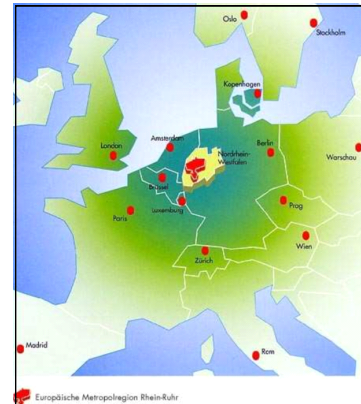 Oslo
Stockholm
Kopenhagen
Amsterdam
Berlin
London
Nordrhein-
Westfalen
Warschau
Brüssel
Luxemburg
Prag
Paris
Wien
Zürich
Madrid
Rom
Europäische Metropolregion Rhein-Ruhr